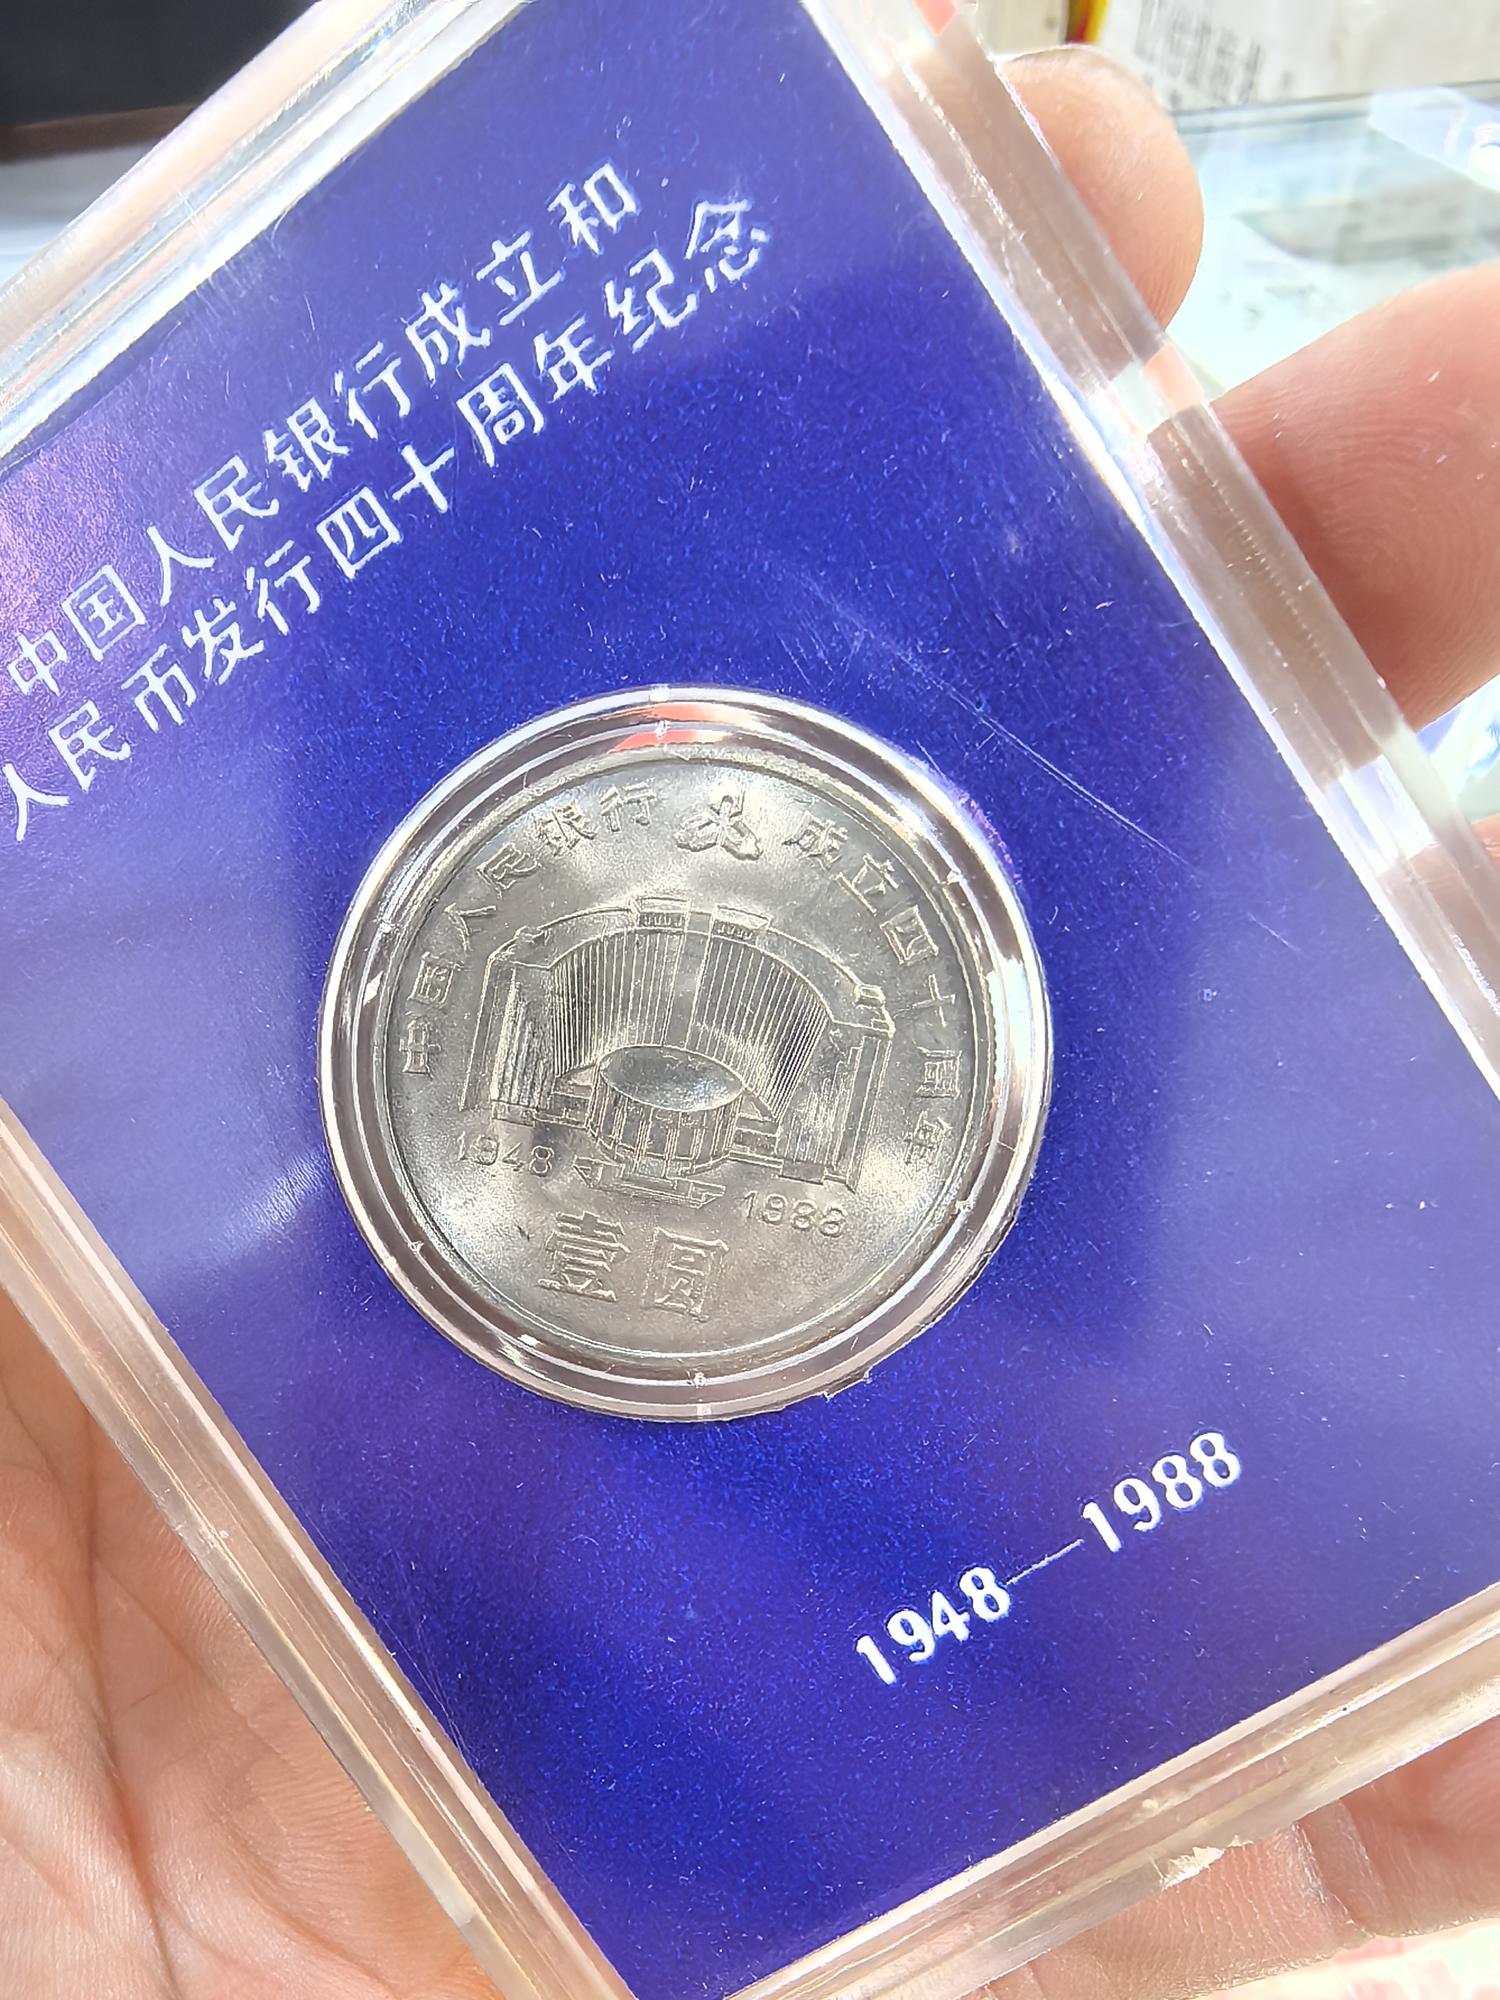 中国人民银行成立和
人民币发行四十周年纪念
中国人民银行 成立四十周年
1948 1988
壹圆
1948—1988